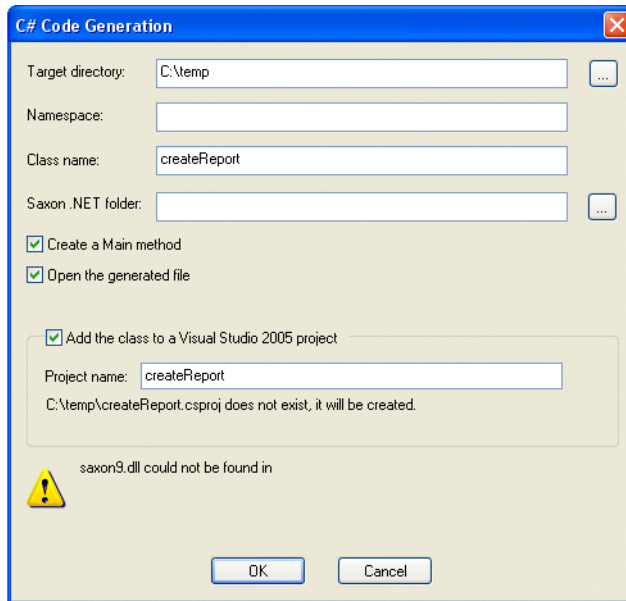 C# Code Generation
Target directory: C:\temp ...
Namespace:
Class name: createReport
Saxon .NET folder: ...
Create a Main method
Open the generated file
Add the class to a Visual Studio 2005 project
Project name: createReport
C:\temp\createReport.csproj does not exist, it will be created.
saxon9.dll could not be found in
OK Cancel